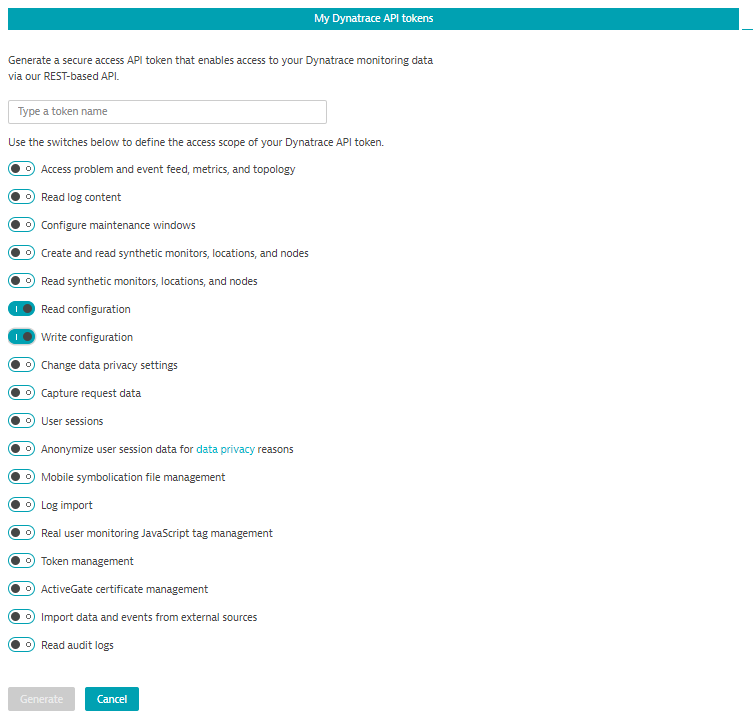 My Dynatrace API tokens
Generate a secure access API token that enables access to your Dynatrace monitoring data
via our REST-based API.
Type a token name
Use the switches below to define the access scope of your Dynatrace API token.
Access problem and event feed, metrics, and topology
Read log content
Configure maintenance windows
Create and read synthetic monitors, locations, and nodes
Read synthetic monitors, locations, and nodes
Read configuration
Write configuration
Change data privacy settings
Capture request data
User sessions
Anonymize user session data for data privacy reasons
Mobile symbolication file management
Log import
Real user monitoring JavaScript tag management
Token management
ActiveGate certificate management
Import data and events from external sources
Read audit logs
Generate Cancel